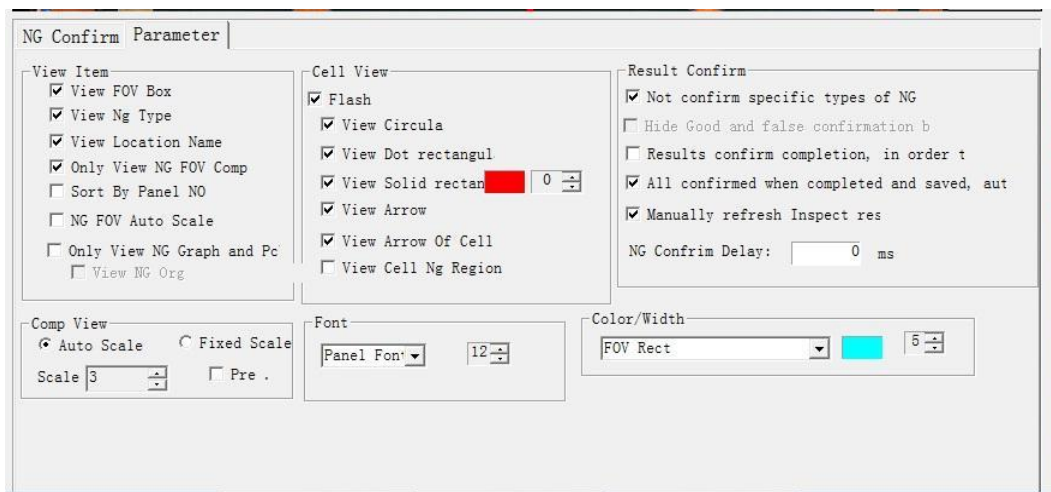 NG Confirm Parameter
View Item
View FOV Box
View Ng Type
View Location Name
Only View NG FOV Comp
Sort By Panel NO
NG FOV Auto Scale
Only View NG Graph and Pc
View NG Org
Cell View
Flash
View Circula
View Dot rectangul
View Solid rectan 0
View Arrow
View Arrow Of Cell
View Cell Ng Region
Result Confirm
Not confirm specific types of NG
Hide Good and false confirmation b
Results confirm completion, in order t
All confirmed when completed and saved, aut
Manually refresh Inspect res
NG Confrim Delay: 0 ms
Comp View
Auto Scale Fixed Scale
Scale 3 Pre .
Font
Panel Font 12
Color/Width
FOV Rect 5